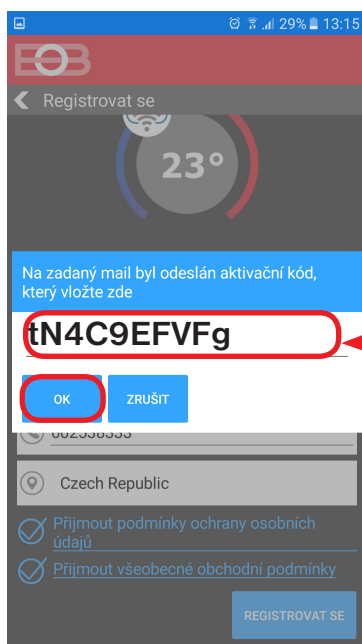 29% 13:15
EOB
Registrovat se
23°
Na zadaný mail byl odeslán aktivační kód,
který vložte zde
tN4C9EFVFg
OK ZRUŠIT
602538333
Czech Republic
Přijmout podmínky ochrany osobních
údajů
Přijmout všeobecné obchodní podmínky
REGISTROVAT SE